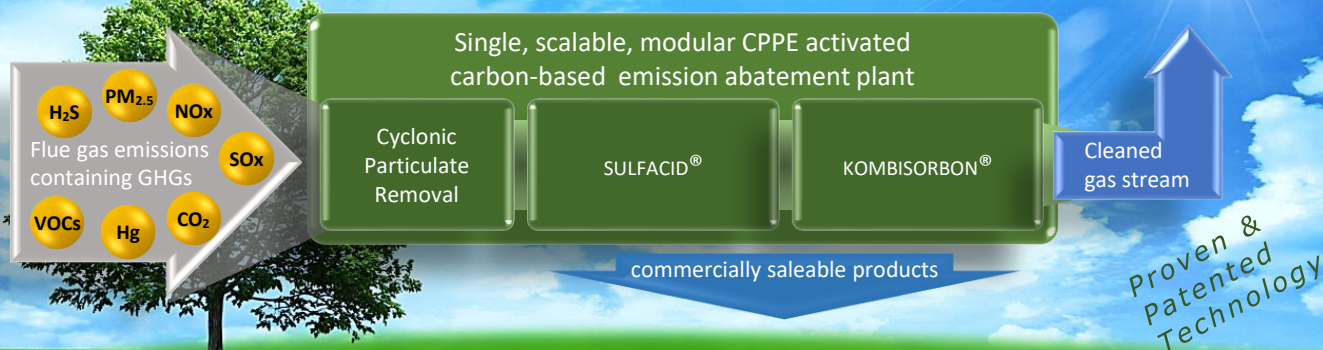 Single, scalable, modular CPPE activated
carbon-based emission abatement plant
H₂S
PM₂.₅
NOx
SOx
Flue gas emissions
containing GHGs
VOCs
Hg
CO₂
Cyclonic
Particulate
Removal
SULFACID®
KOMBISORBON®
Cleaned
gas stream
commercially saleable products
Proven &
Patented
Technology